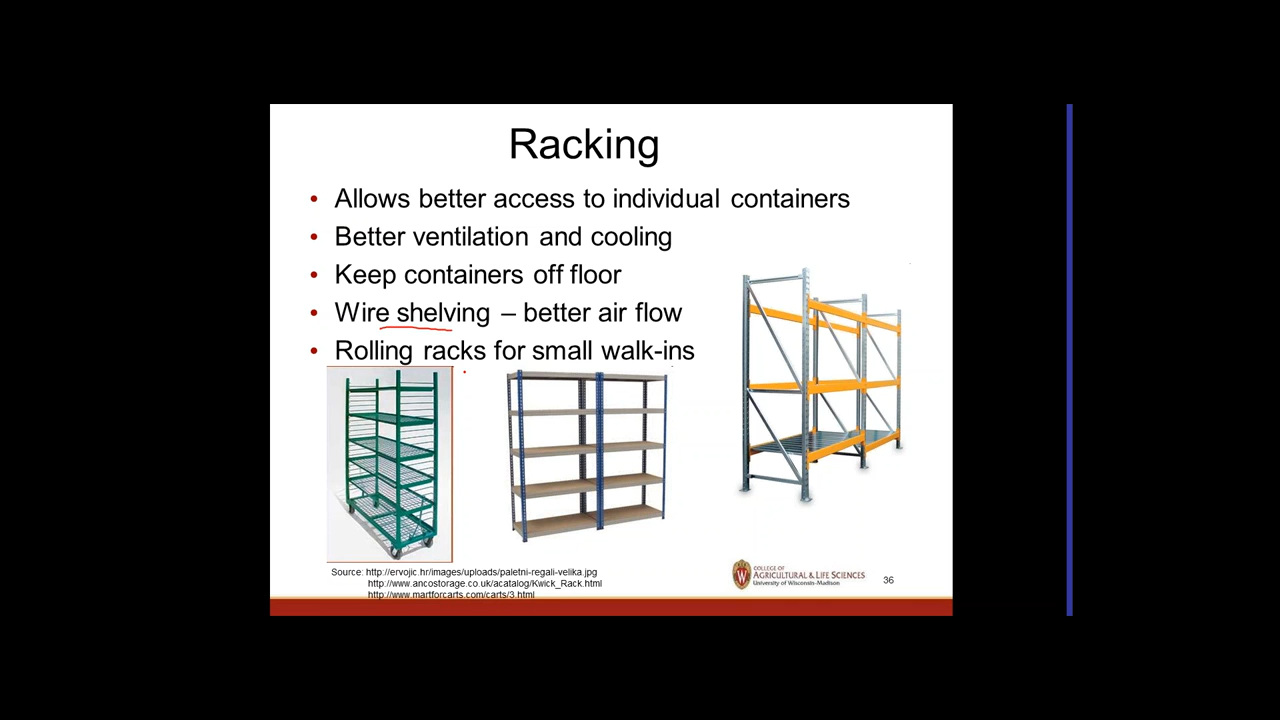 Racking
• Allows better access to individual containers
• Better ventilation and cooling
• Keep containers off floor
• Wire shelving – better air flow
• Rolling racks for small walk-ins
Source: http://ervojic.hr/images/uploads/paletni-regali-velika.jpg
http://www.ancostorage.co.uk/acatalog/Kwick_Rack.html
http://www.martforcarts.com/carts/3.html
W
COLLEGE OF
AGRICULTURAL & LIFE SCIENCES
University of Wisconsin-Madison
36